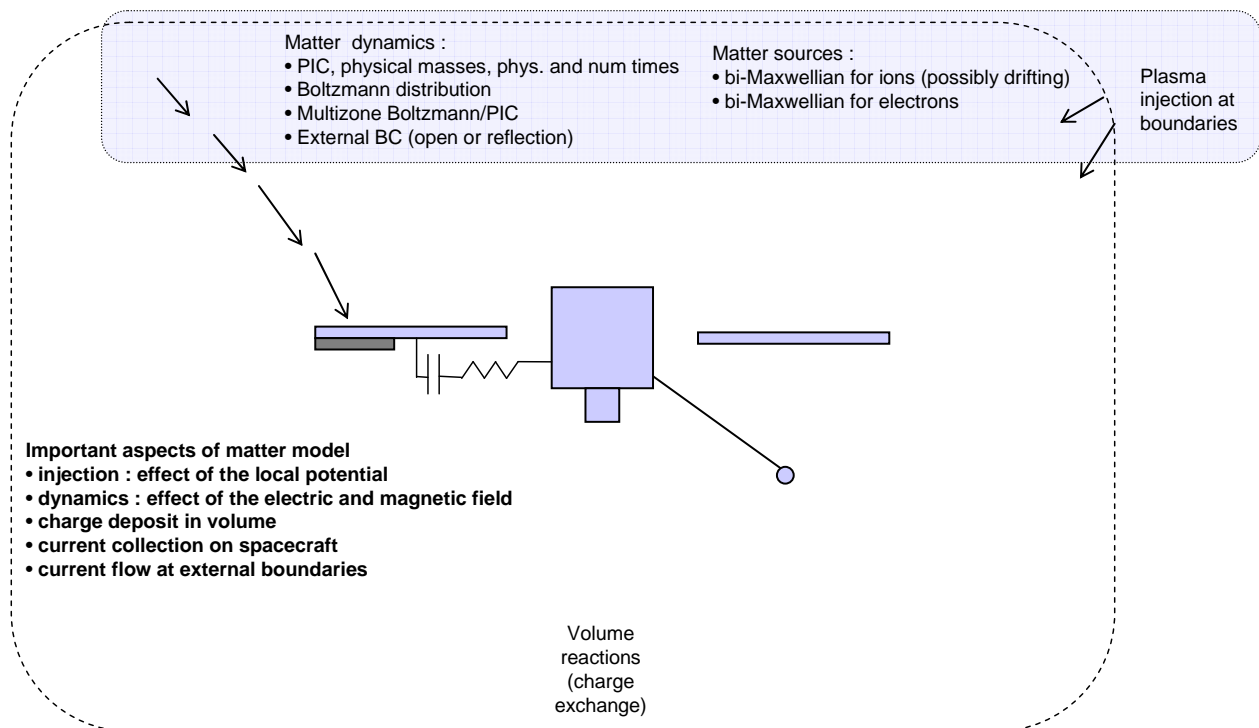 Matter dynamics :
• PIC, physical masses, phys. and num times
• Boltzmann distribution
• Multizone Boltzmann/PIC
• External BC (open or reflection)
Matter sources :
• bi-Maxwellian for ions (possibly drifting)
• bi-Maxwellian for electrons
Plasma
injection at
boundaries
Important aspects of matter model
• injection : effect of the local potential
• dynamics : effect of the electric and magnetic field
• charge deposit in volume
• current collection on spacecraft
• current flow at external boundaries
Volume
reactions
(charge
exchange)